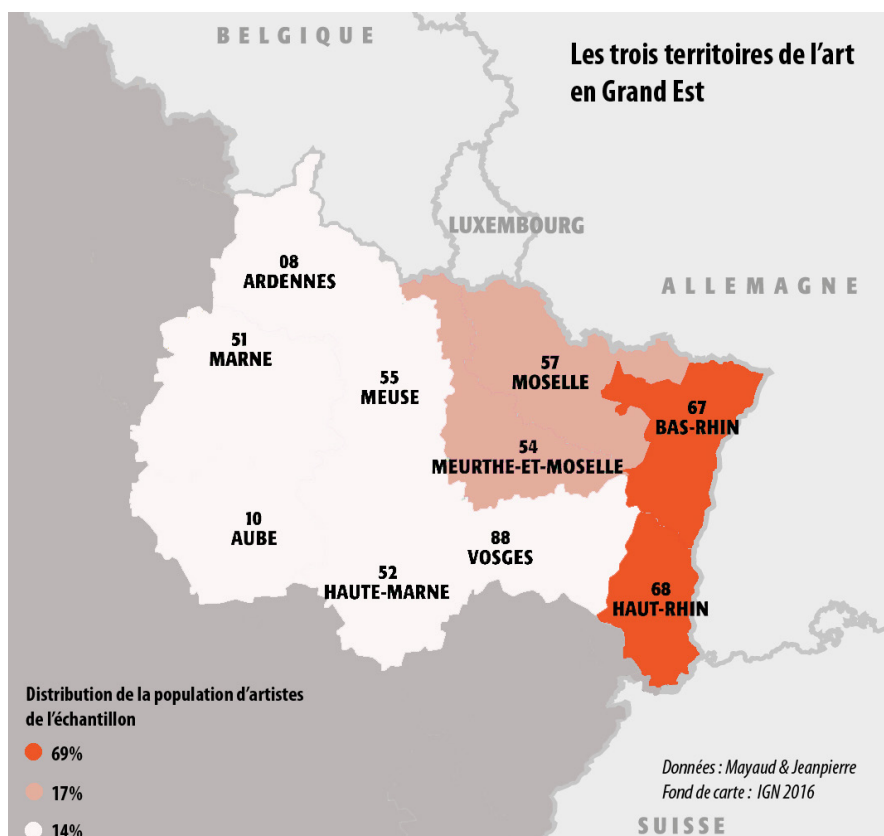 BELGIQUE
Les trois territoires de l'art
en Grand Est
LUXEMBOURG
08
ARDENNES
ALLEMAGNE
51
MARNE
55
MEUSE
57
MOSELLE
67
BAS-RHIN
54
MEURTHE-ET-MOSELLE
10
AUBE
88
VOSGES
52
HAUTE-MARNE
68
HAUT-RHIN
Distribution de la population d'artistes
de l'échantillon
69%
17%
14%
Données : Mayaud & Jeanpierre
Fond de carte : IGN 2016
SUISSE